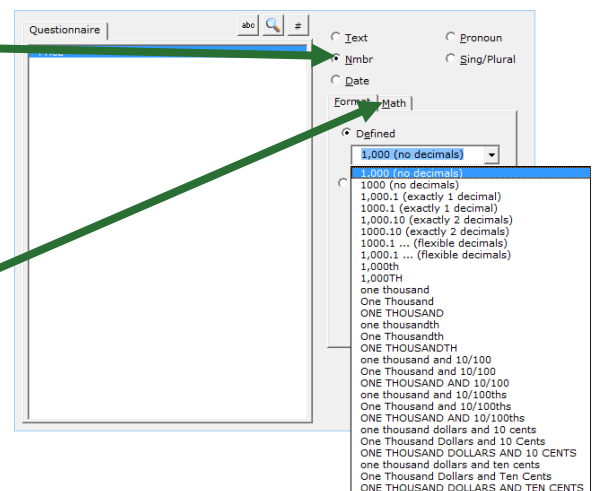 Questionnaire
abc #
Text Pronoun
Nmbr Sing/Plural
Date
Format Math
Defined
1,000 (no decimals)
1,000 (no decimals)
1000 (no decimals)
1,000.1 (exactly 1 decimal)
1000.1 (exactly 1 decimal)
1,000.10 (exactly 2 decimals)
1000.10 (exactly 2 decimals)
1000.1 ... (flexible decimals)
1,000.1 ... (flexible decimals)
1,000th
1,000TH
one thousand
One Thousand
ONE THOUSAND
one thousandth
One Thousandth
ONE THOUSANDTH
one thousand and 10/100
One Thousand and 10/100
ONE THOUSAND AND 10/100
one thousand and 10/100ths
One Thousand and 10/100ths
ONE THOUSAND AND 10/100ths
one thousand dollars and 10 cents
One Thousand Dollars and 10 Cents
ONE THOUSAND DOLLARS AND 10 CENTS
one thousand dollars and ten cents
One Thousand Dollars and Ten Cents
ONE THOUSAND DOLLARS AND TEN CENTS